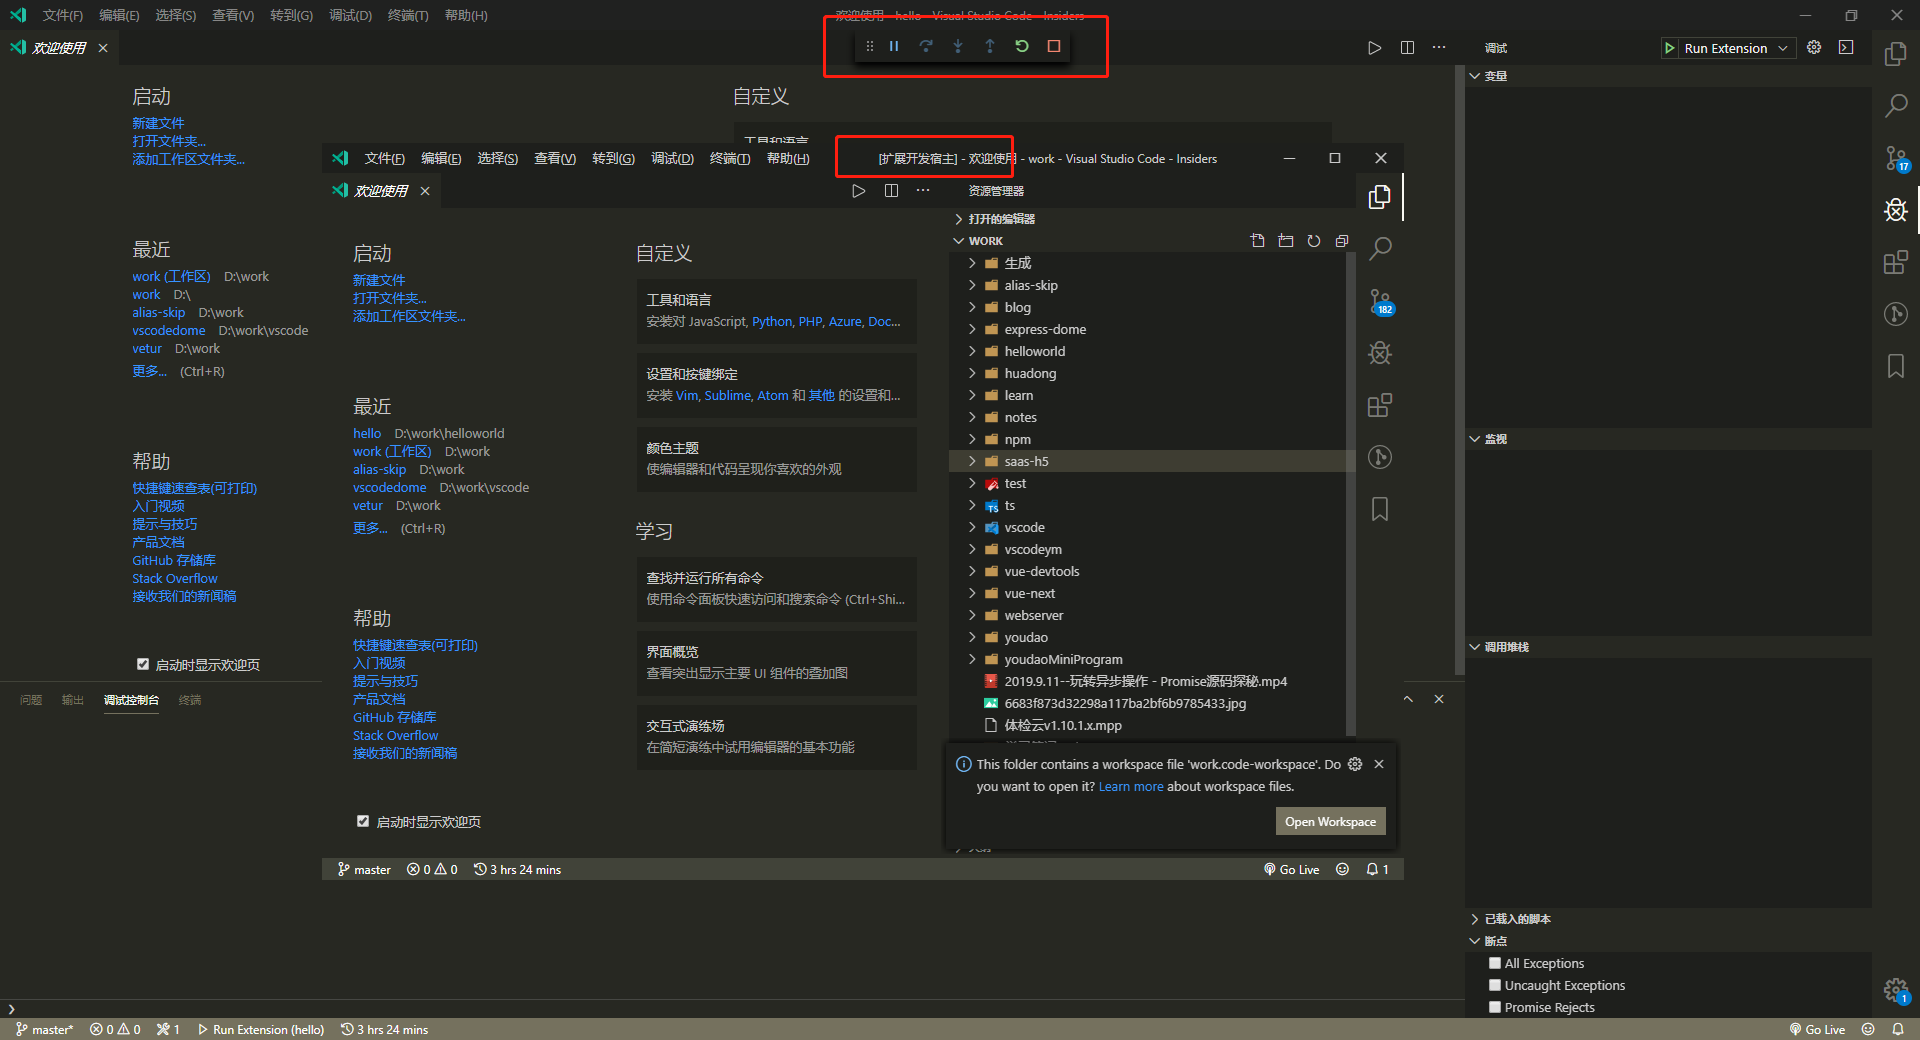 文件(F) 编辑(E) 选择(S) 查看(V) 转到(G) 调试(D) 终端(T) 帮助(H)
欢迎使用 - hello - Visual Studio Code - Insiders
欢迎使用
启动
新建文件
打开文件夹...
添加工作区文件夹...
最近
work (工作区) D:\work
work D:\
alias-skip D:\work
vscodedome D:\work\vscode
vetur D:\work
更多... (Ctrl+R)
帮助
快捷键速查表(可打印)
入门视频
提示与技巧
产品文档
GitHub 存储库
Stack Overflow
接收我们的新闻稿
启动时显示欢迎页
自定义
工具和语言
问题 输出 调试控制台 终端
文件(F) 编辑(E) 选择(S) 查看(V) 转到(G) 调试(D) 终端(T) 帮助(H)
[扩展开发宿主] - 欢迎使用 - work - Visual Studio Code - Insiders
欢迎使用
启动
新建文件
打开文件夹...
添加工作区文件夹...
最近
hello D:\work\helloworld
work (工作区) D:\work
alias-skip D:\work
vscodedome D:\work\vscode
vetur D:\work
更多... (Ctrl+R)
帮助
快捷键速查表(可打印)
入门视频
提示与技巧
产品文档
GitHub 存储库
Stack Overflow
接收我们的新闻稿
启动时显示欢迎页
自定义
工具和语言
安装对 JavaScript, Python, PHP, Azure, Doc...
设置和按键绑定
安装 Vim, Sublime, Atom 和 其他 的设置和...
颜色主题
使编辑器和代码呈现你喜欢的外观
学习
查找并运行所有命令
使用命令面板快速访问和搜索命令 (Ctrl+Shi...
界面概览
查看突出显示主要 UI 组件的叠加图
交互式演练场
在简短演练中试用编辑器的基本功能
资源管理器
打开的编辑器
WORK
生成
alias-skip
blog
express-dome
helloworld
huadong
learn
notes
npm
saas-h5
test
ts
vscode
vscodeym
vue-devtools
vue-next
webserver
youdao
youdaoMiniProgram
2019.9.11--玩转异步操作 - Promise源码探秘.mp4
6683f873d32298a117ba2bf6b9785433.jpg
体检云v1.10.1.x.mpp
182
This folder contains a workspace file 'work.code-workspace'. Do
you want to open it? Learn more about workspace files.
Open Workspace
master 0 0 3 hrs 24 mins Go Live 1
调试 Run Extension
变量
监视
调用堆栈
已载入的脚本
断点
All Exceptions
Uncaught Exceptions
Promise Rejects
17
1
master* 0 0 1 Run Extension (hello) 3 hrs 24 mins Go Live